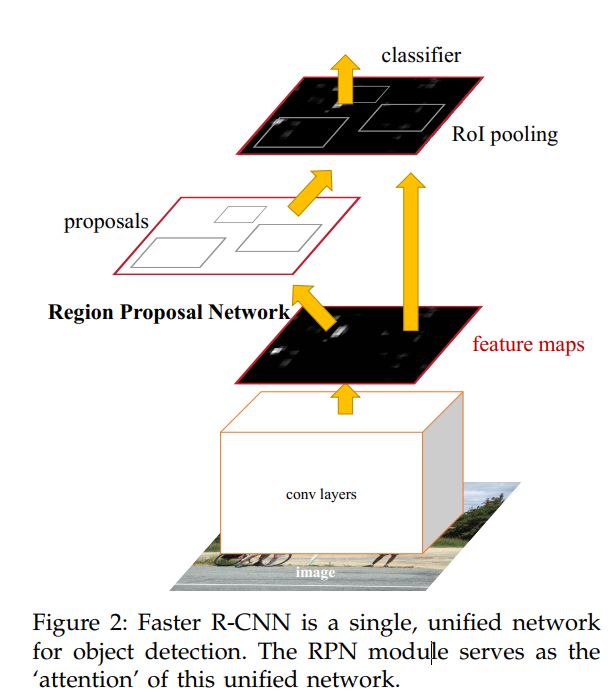 classifier
RoI pooling
proposals
Region Proposal Network
feature maps
conv layers
image
Figure 2: Faster R-CNN is a single, unified network
for object detection. The RPN module serves as the
‘attention’ of this unified network.